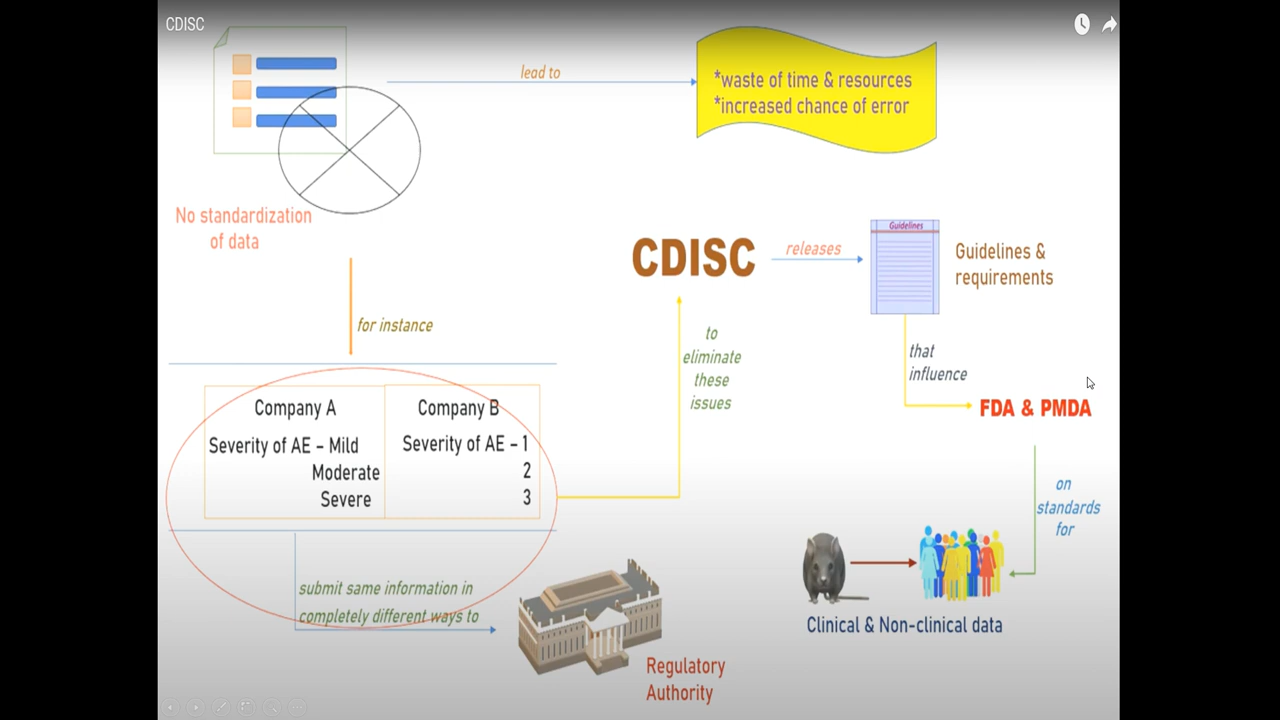 CDISC
lead to
*waste of time & resources
*increased chance of error
No standardization
of data
for instance
Company A
Severity of AE – Mild
Moderate
Severe
Company B
Severity of AE – 1
2
3
submit same information in
completely different ways to
Regulatory
Authority
to
eliminate
these
issues
CDISC
releases
Guidelines
Guidelines &
requirements
that
influence
FDA & PMDA
on
standards
for
Clinical & Non-clinical data